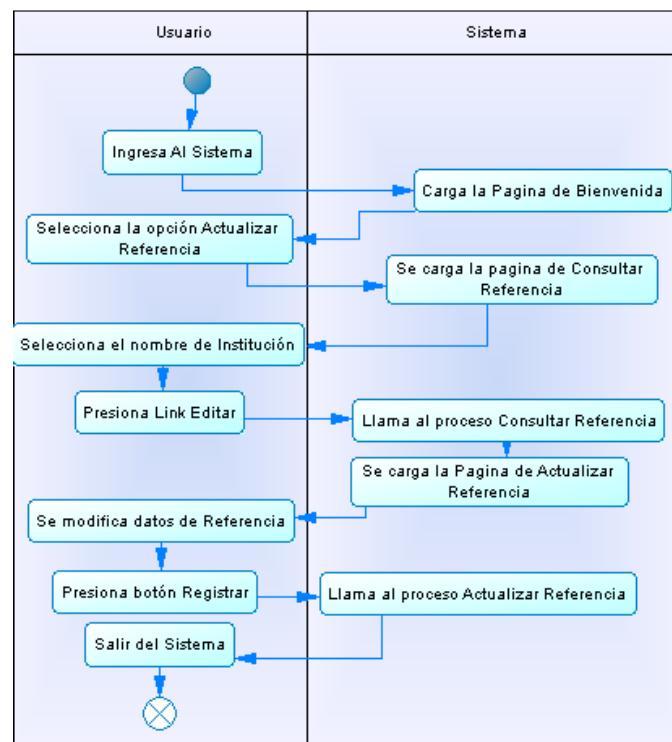 Usuario
Sistema
Ingresa Al Sistema
Carga la Pagina de Bienvenida
Selecciona la opción Actualizar
Referencia
Se carga la pagina de Consultar
Referencia
Selecciona el nombre de Institución
Presiona Link Editar
Llama al proceso Consultar Referencia
Se carga la Pagina de Actualizar
Referencia
Se modifica datos de Referencia
Presiona botón Registrar
Llama al proceso Actualizar Referencia
Salir del Sistema